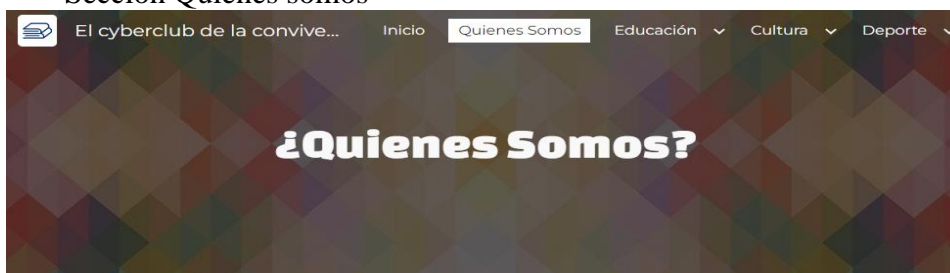 Sección Quienes somos
El cyberclub de la convive... Inicio Quienes Somos Educación Cultura Deporte
¿Quienes Somos?